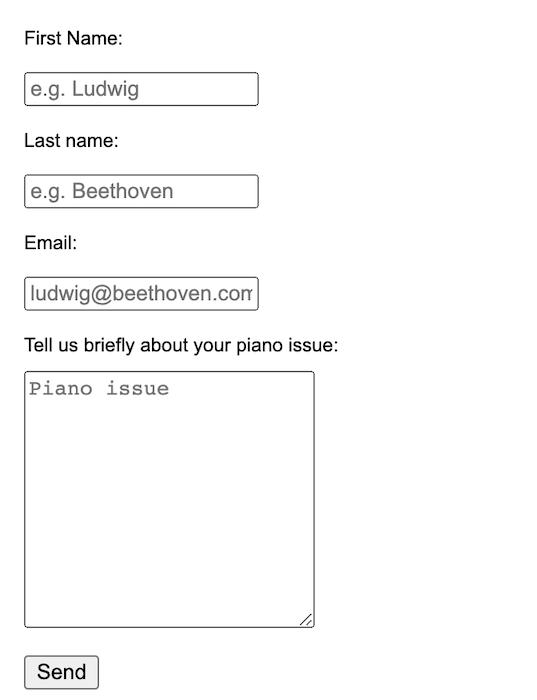 First Name:
e.g. Ludwig
Last name:
e.g. Beethoven
Email:
ludwig@beethoven.com
Tell us briefly about your piano issue:
Piano issue
Send